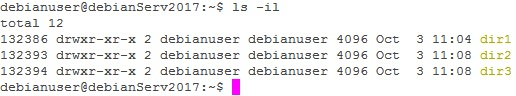 debianuser@debianServ2017:~$ ls -il
total 12
132386 drwxr-xr-x 2 debianuser debianuser 4096 Oct  3 11:04 dir1
132393 drwxr-xr-x 2 debianuser debianuser 4096 Oct  3 11:08 dir2
132394 drwxr-xr-x 2 debianuser debianuser 4096 Oct  3 11:08 dir3
debianuser@debianServ2017:~$